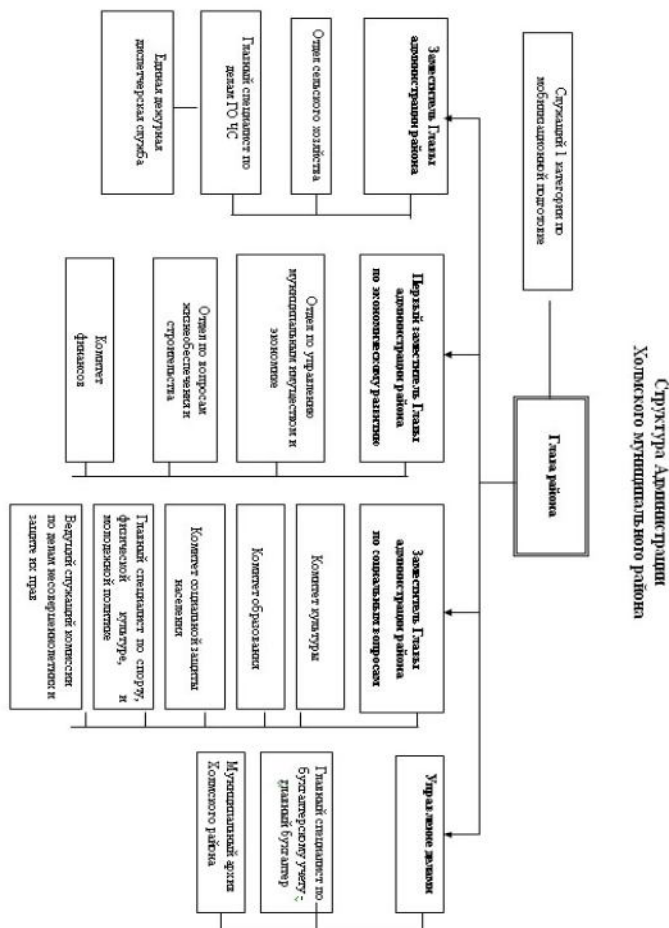 Структура Администрации
Холмского муниципального района
Глава района
Служащий 1 категории по
мобилизационной подготовке
Заместитель Главы
администрации района
Отдел сельского хозяйства
Главный специалист по
делам ГО ЧС
Единая дежурная
диспетчерская служба
Первый заместитель Главы
администрации района
по экономическому развитию
Отдел по управлению
муниципальным имуществом и
экономике
Отдел по вопросам
жизнеобеспечения и
строительства
Комитет
финансов
Заместитель Главы
администрации района
по социальным вопросам
Комитет культуры
Комитет образования
Комитет социальной защиты
населения
Главный специалист по спорту,
физической культуре, и
молодежной политике
Ведущий служащий комиссии
по делам несовершеннолетних и
защите их прав
Управление делами
Главный специалист по
бухгалтерскому учету -
главный бухгалтер
Муниципальный архив
Холмского района